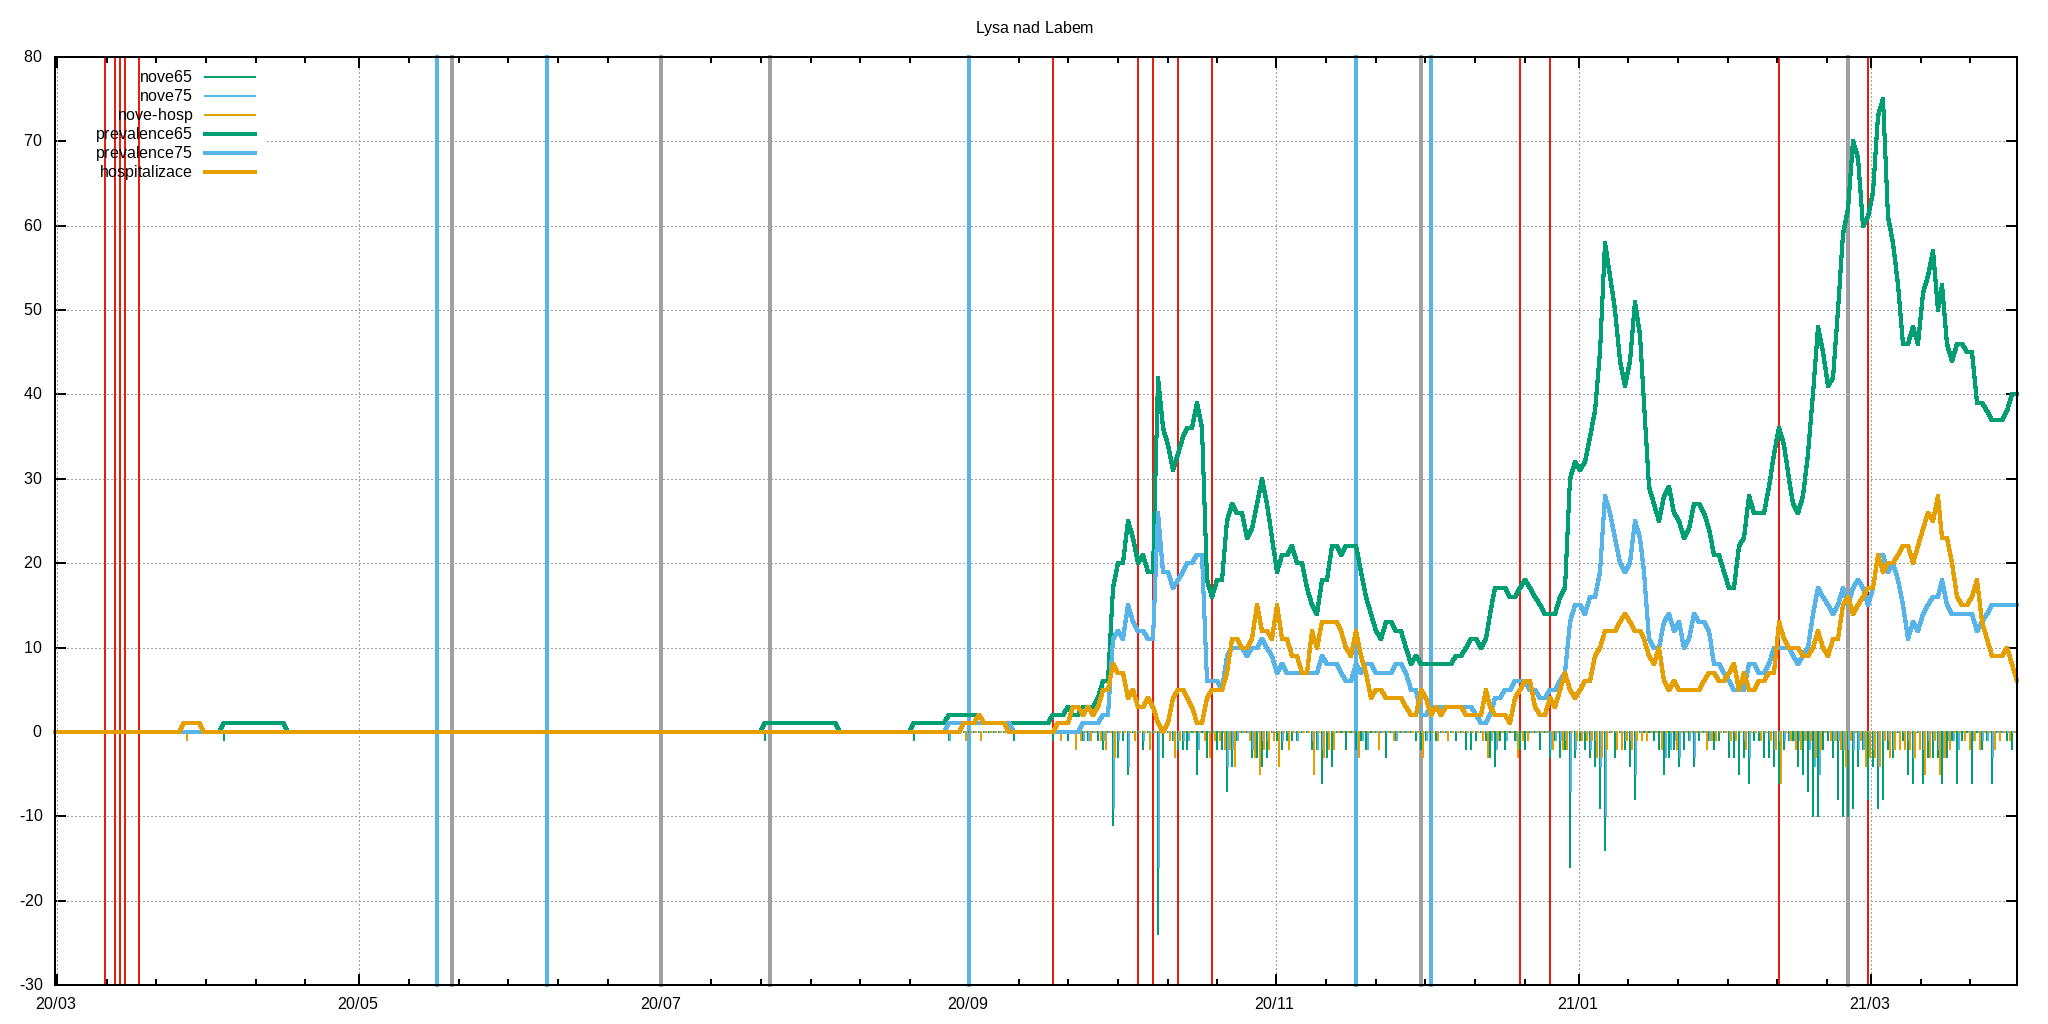 Lysa nad Labem
80
70
60
50
40
30
20
10
0
-10
-20
-30
nove65
nove75
nove-hosp
prevalence65
prevalence75
hospitalizace
20/03 20/05 20/07 20/09 20/11 21/01 21/03